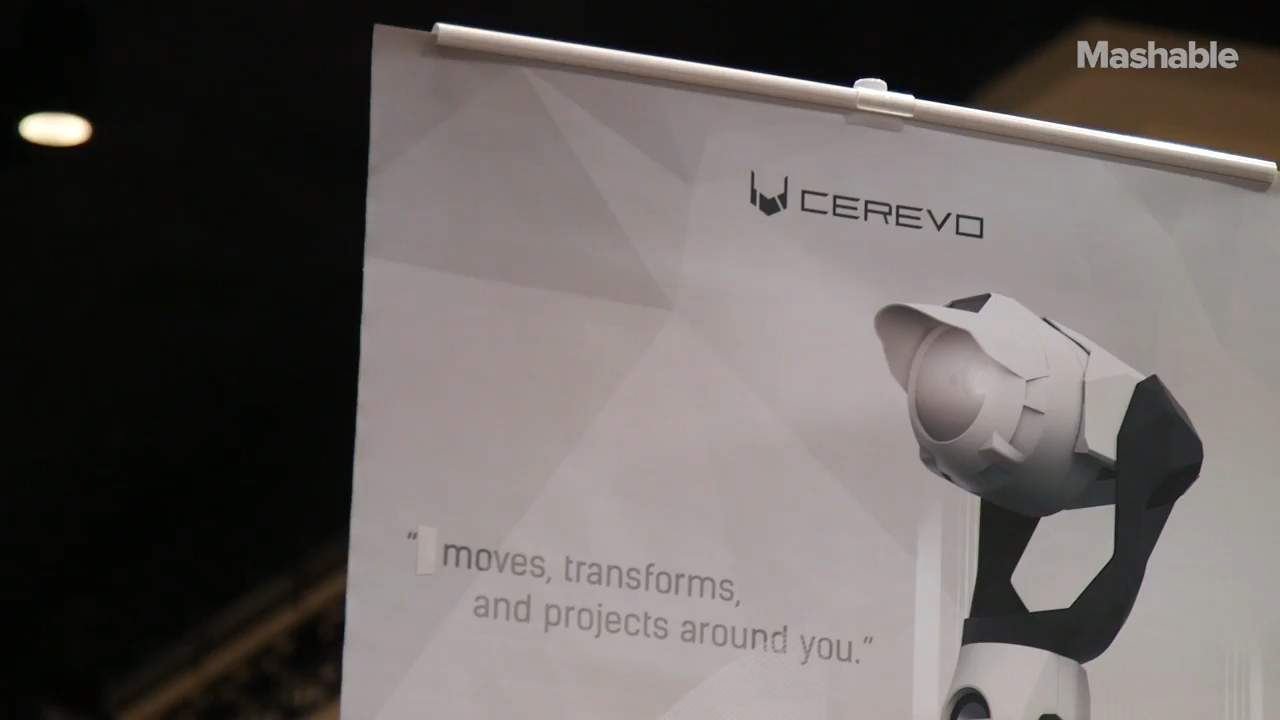 Mashable
CEREVO
“ moves, transforms,
and projects around you.”